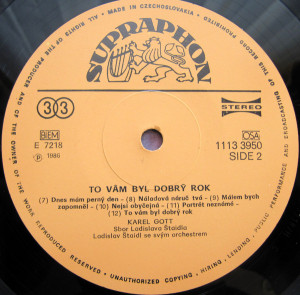 MADE IN CZECHOSLOVAKIA
ALL RIGHTS OF THE PRODUCER AND OF THE OWNER OF THE WORK REPRODUCED RESERVED · UNAUTHORIZED COPYING, HIRING, LENDING, PUBLIC PERFORMANCE AND BROADCASTING OF THIS RECORD PROHIBITED
SUPRAPHON
33
STEREO
BIEM
E 7218
Ⓟ 1986
OSA
1113 3950
SIDE 2
TO VÁM BYL DOBRÝ ROK
(7) Dnes mám perný den - (8) Náladová náruč tvá - (9) Málem bych
zapomněl - (10) Nejsi obyčejná - (11) Portrét neznámé -
(12) To vám byl dobrý rok
KAREL GOTT
Sbor Ladislava Štaidla
Ladislav Štaidl se svým orchestrem